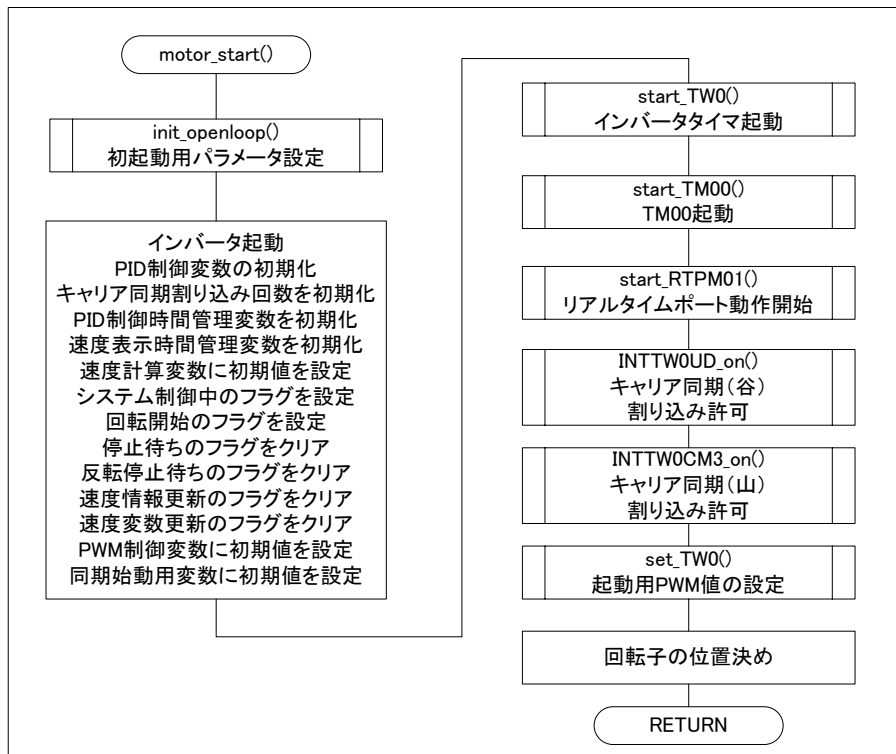 motor_start()
init_openloop()
初起動用パラメータ設定
インバータ起動
PID制御変数の初期化
キャリア同期割り込み回数を初期化
PID制御時間管理変数を初期化
速度表示時間管理変数を初期化
速度計算変数に初期値を設定
システム制御中のフラグを設定
回転開始のフラグを設定
停止待ちのフラグをクリア
反転停止待ちのフラグをクリア
速度情報更新のフラグをクリア
速度変数更新のフラグをクリア
PWM制御変数に初期値を設定
同期始動用変数に初期値を設定
start_TW0()
インバータタイマ起動
start_TM00()
TM00起動
start_RTPM01()
リアルタイムポート動作開始
INTTW0UD_on()
キャリア同期(谷)
割り込み許可
INTTW0CM3_on()
キャリア同期(山)
割り込み許可
set_TW0()
起動用PWM値の設定
回転子の位置決め
RETURN